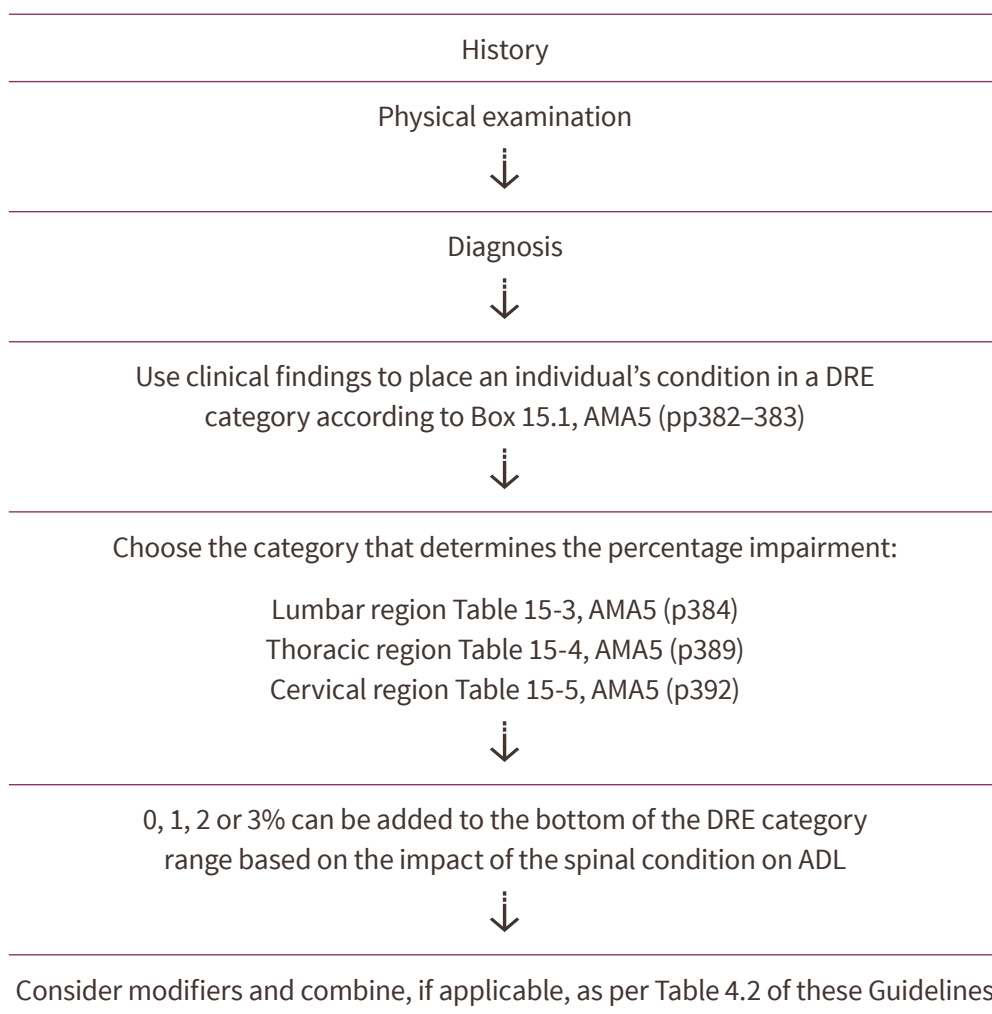 History
Physical examination
Diagnosis
Use clinical findings to place an individual’s condition in a DRE
category according to Box 15.1, AMA5 (pp382–383)
Choose the category that determines the percentage impairment:
Lumbar region Table 15-3, AMA5 (p384)
Thoracic region Table 15-4, AMA5 (p389)
Cervical region Table 15-5, AMA5 (p392)
0, 1, 2 or 3% can be added to the bottom of the DRE category
range based on the impact of the spinal condition on ADL
Consider modifiers and combine, if applicable, as per Table 4.2 of these Guidelines